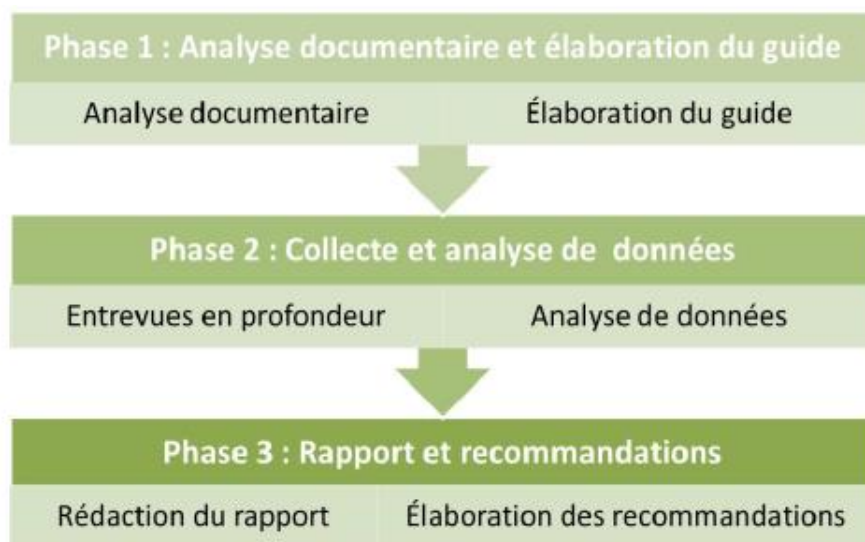 Phase 1 : Analyse documentaire et élaboration du guide
Analyse documentaire
Élaboration du guide
Phase 2 : Collecte et analyse de données
Entrevues en profondeur
Analyse de données
Phase 3 : Rapport et recommandations
Rédaction du rapport
Élaboration des recommandations